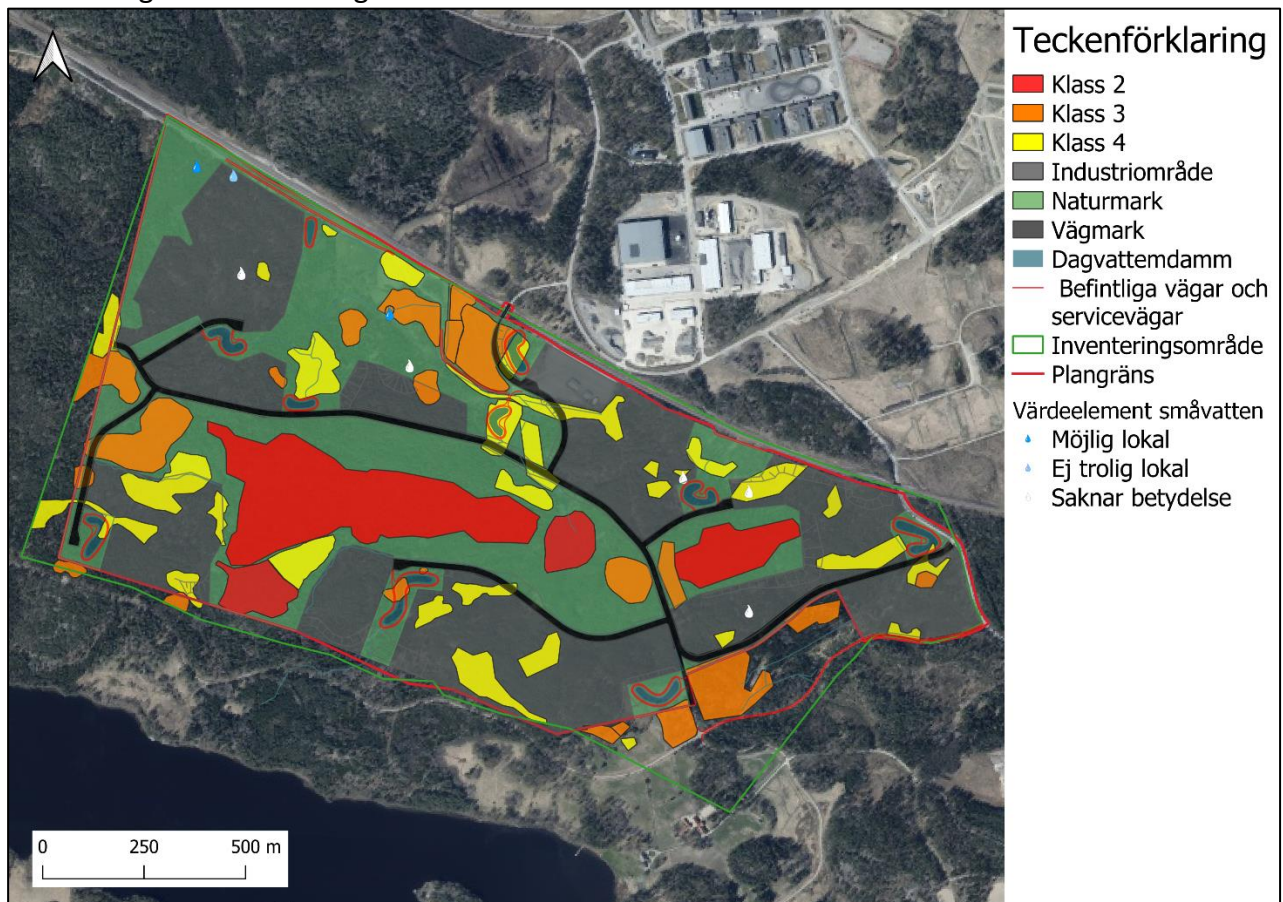 Teckenförklaring
Klass 2
Klass 3
Klass 4
Industriområde
Naturmark
Vägmark
Dagvattemdamm
Befintliga vägar och
servicevägar
Inventeringsområde
Plangräns
Värdeelement småvatten
Möjlig lokal
Ej trolig lokal
Saknar betydelse
0 250 500 m